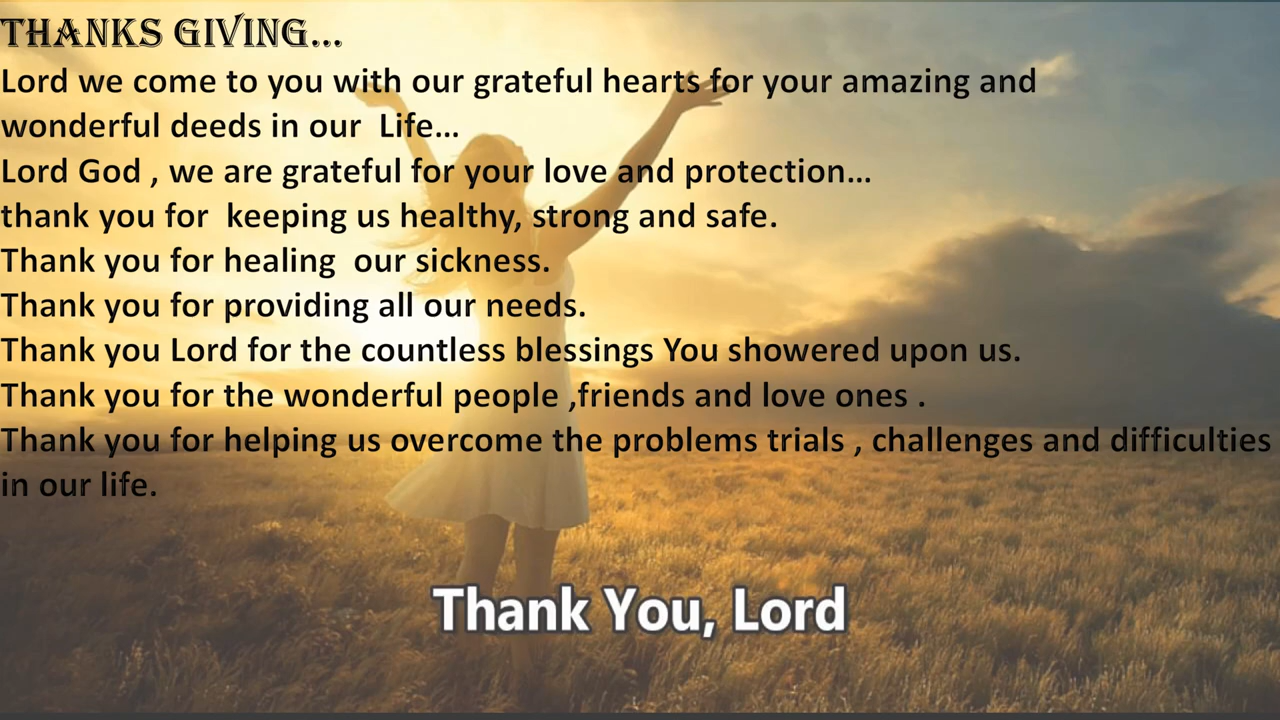 THANKS GIVING...
Lord we come to you with our grateful hearts for your amazing and
wonderful deeds in our  Life...
Lord God , we are grateful for your love and protection...
thank you for  keeping us healthy, strong and safe.
Thank you for healing  our sickness.
Thank you for providing all our needs.
Thank you Lord for the countless blessings You showered upon us.
Thank you for the wonderful people ,friends and love ones .
Thank you for helping us overcome the problems trials , challenges and difficulties
in our life.
Thank You, Lord